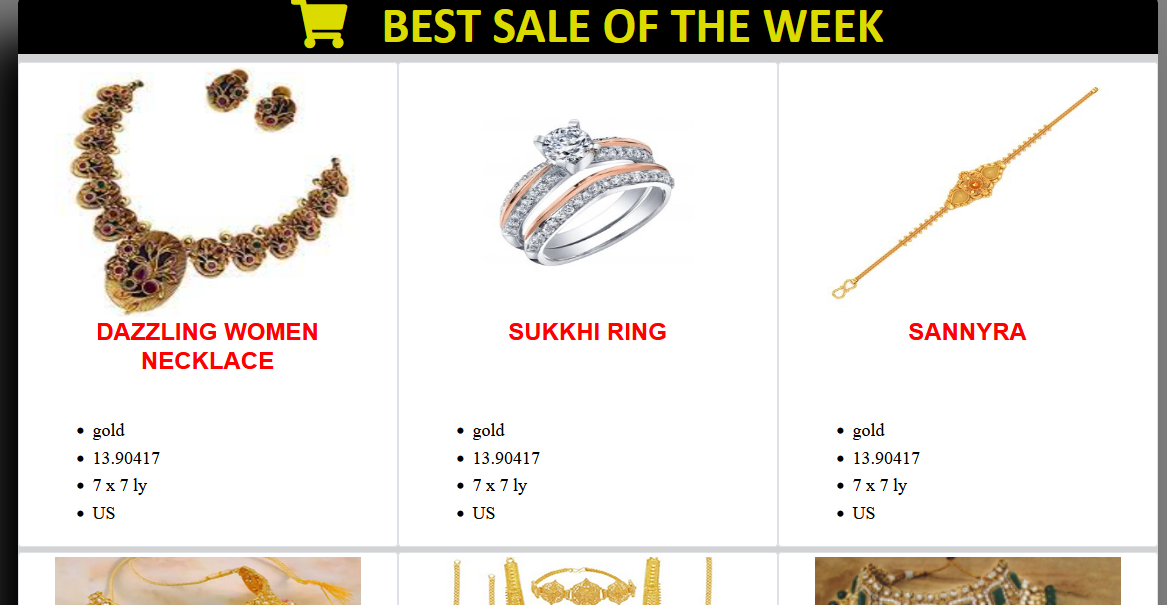 BEST SALE OF THE WEEK
DAZZLING WOMEN
NECKLACE
gold
13.90417
7 x 7 ly
US
SUKKHI RING
gold
13.90417
7 x 7 ly
US
SANNYRA
gold
13.90417
7 x 7 ly
US